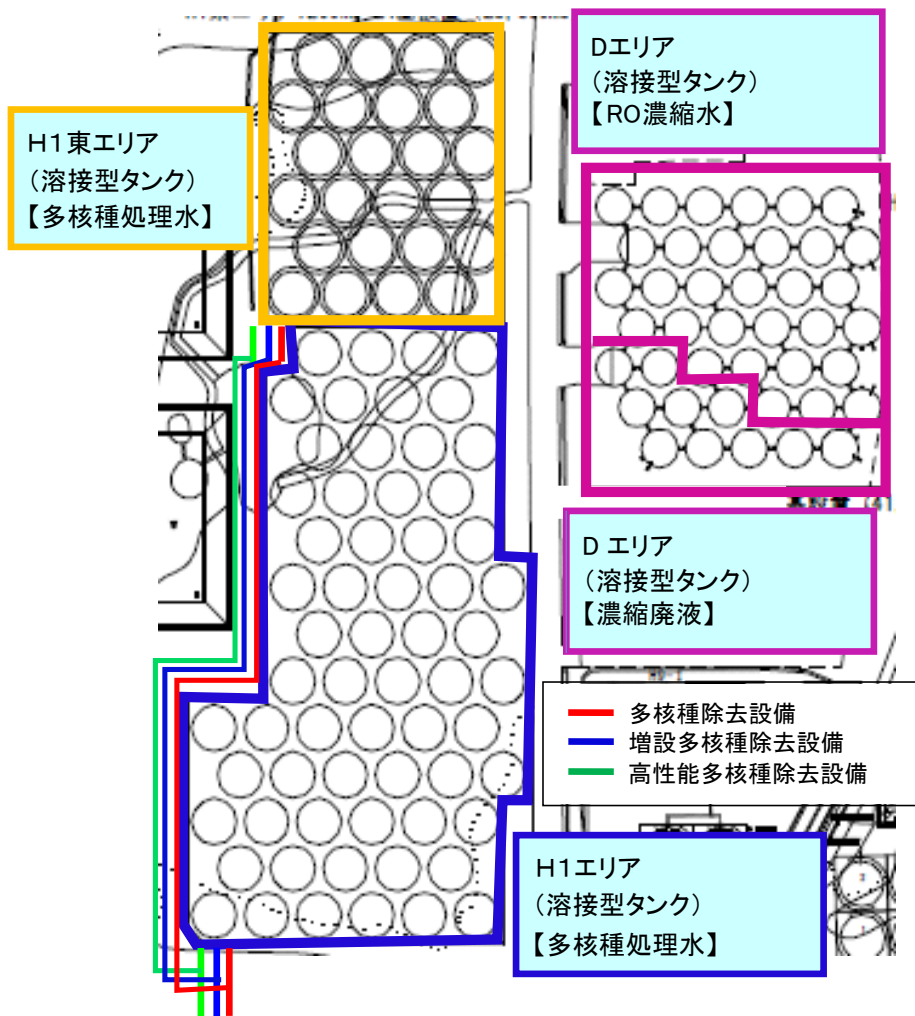 Dエリア
（溶接型タンク）
【RO濃縮水】
H1東エリア
（溶接型タンク）
【多核種処理水】
D エリア
（溶接型タンク）
【濃縮廃液】
多核種除去設備
増設多核種除去設備
高性能多核種除去設備
H1エリア
（溶接型タンク）
【多核種処理水】